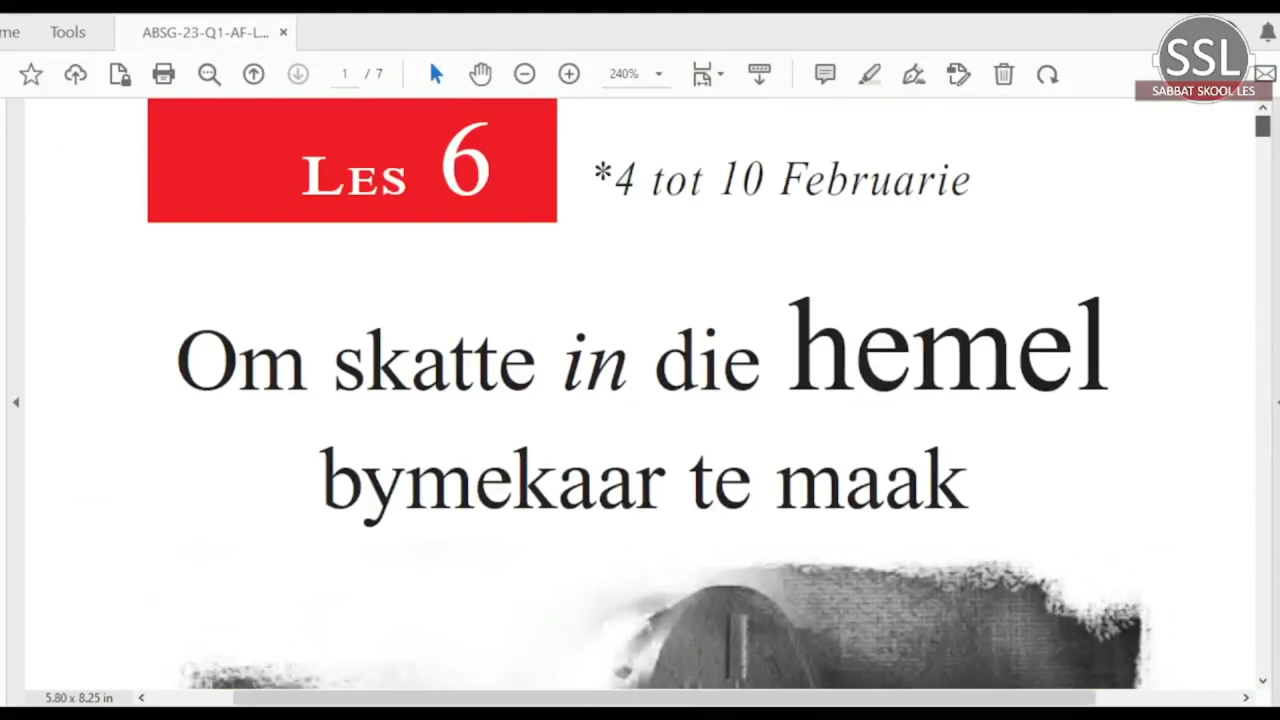 me Tools ABSG-23-Q1-AF-L... ×
SSL
SABBAT SKOOL LES
1 / 7 240%
LES 6 *4 tot 10 Februarie
Om skatte in die hemel
bymekaar te maak
5.80 x 8.25 in